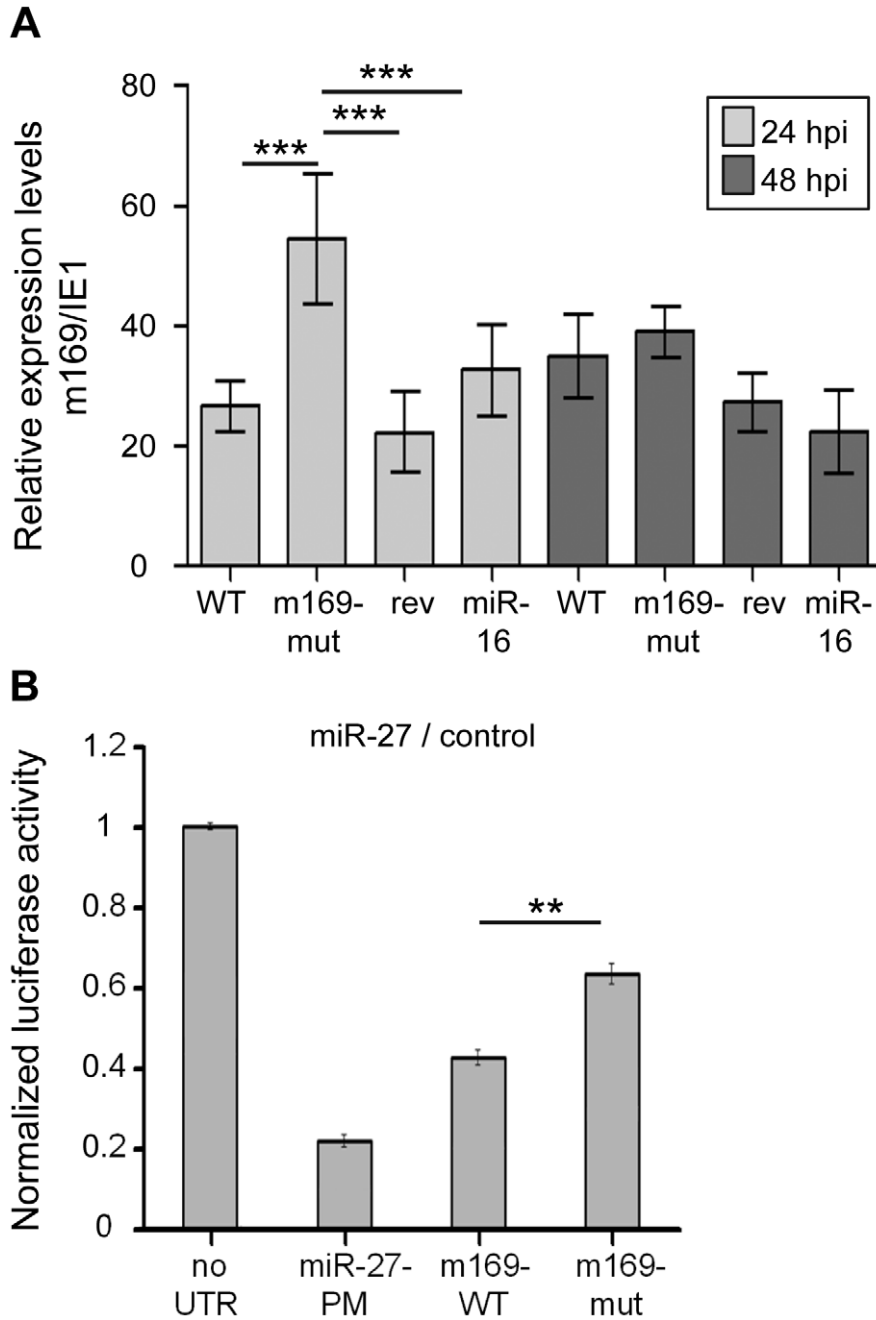 A
Relative expression levels
m169/IE1
80
60
40
20
0
***
***
***
24 hpi
48 hpi
WT m169- rev miR- WT m169- rev miR-
mut 16 mut 16
B
Normalized luciferase activity
miR-27 / control
1.2
1
0.8
0.6
0.4
0.2
0
**
no miR-27- m169- m169-
UTR PM WT mut